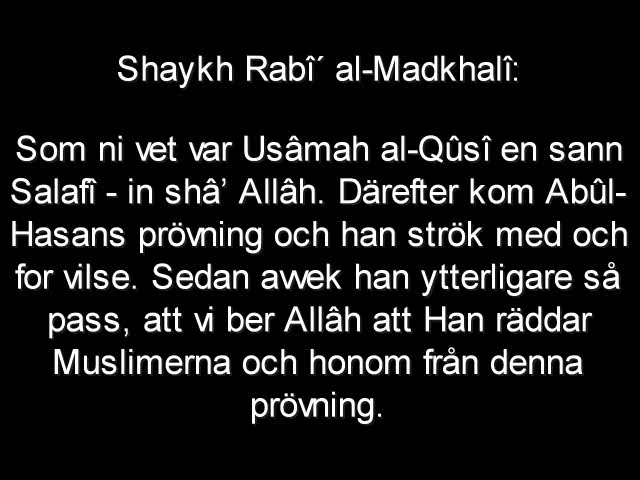 Shaykh Rabî´ al-Madkhalî:
Som ni vet var Usâmah al-Qûsî en sann
Salafî - in shâ’ Allâh. Därefter kom Abûl-
Hasans prövning och han strök med och
for vilse. Sedan avvek han ytterligare så
pass, att vi ber Allâh att Han räddar
Muslimerna och honom från denna
prövning.